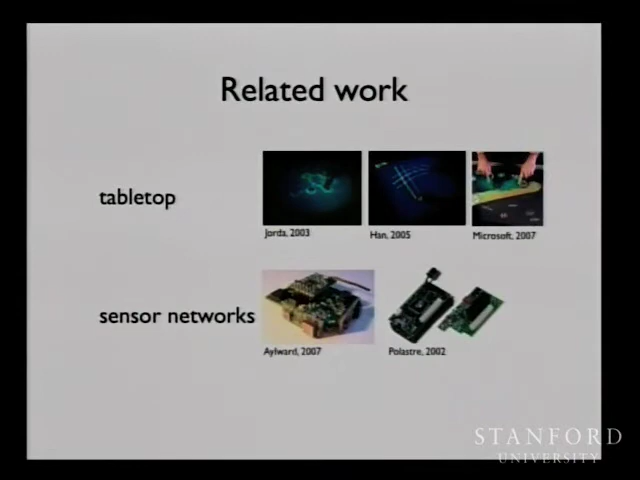 Related work
tabletop
Jorda, 2003
Han, 2005
Microsoft, 2007
sensor networks
Aylward, 2007
Polastre, 2002
STANFORD
UNIVERSITY